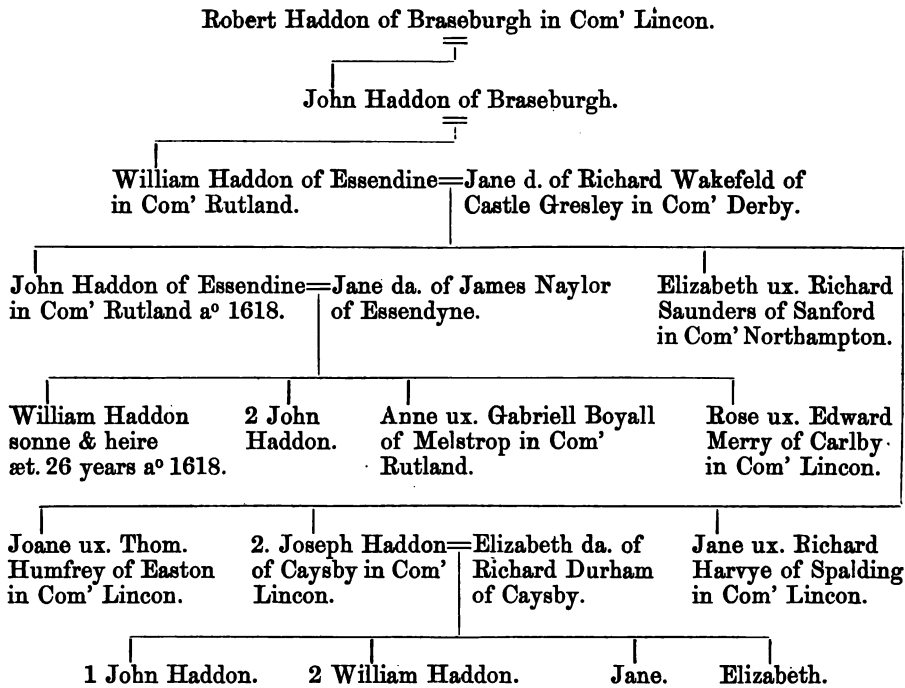 Robert Haddon of Braseburgh in Com' Lincon.
John Haddon of Braseburgh.
William Haddon of Essendine=Jane d. of Richard Wakefeld of
in Com' Rutland. Castle Gresley in Com' Derby.
John Haddon of Essendine=Jane da. of James Naylor
in Com' Rutland aº 1618. of Essendyne.
Elizabeth ux. Richard
Saunders of Sanford
in Com' Northampton.
William Haddon
sonne & heire
æt. 26 years aº 1618.
2 John
Haddon.
Anne ux. Gabriell Boyall
of Melstrop in Com'
Rutland.
Rose ux. Edward
Merry of Carlby
in Com' Lincon.
Joane ux. Thom.
Humfrey of Easton
in Com' Lincon.
2. Joseph Haddon=Elizabeth da. of
of Caysby in Com' Richard Durham
Lincon. of Caysby.
Jane ux. Richard
Harvye of Spalding
in Com' Lincon.
1 John Haddon. 2 William Haddon. Jane. Elizabeth.